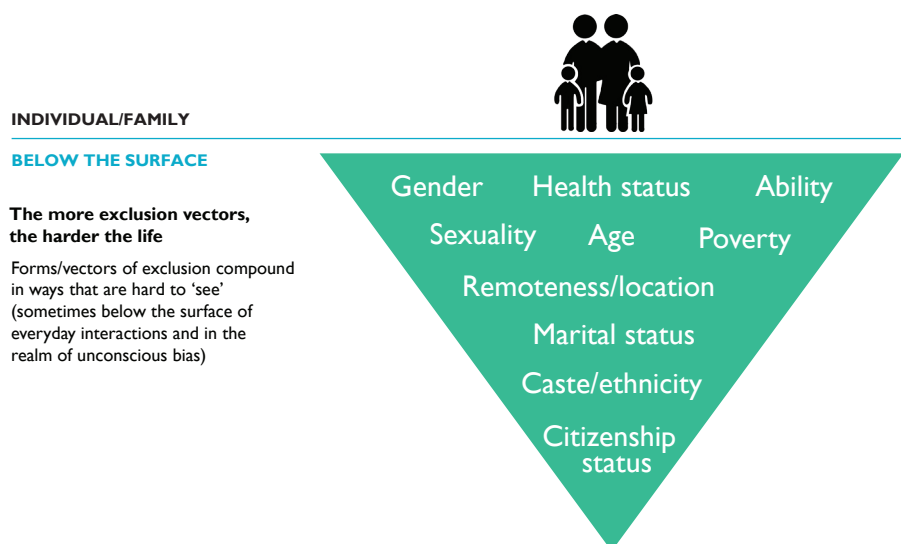 INDIVIDUAL/FAMILY
BELOW THE SURFACE
The more exclusion vectors,
the harder the life
Forms/vectors of exclusion compound
in ways that are hard to ‘see’
(sometimes below the surface of
everyday interactions and in the
realm of unconscious bias)
Gender Health status Ability
Sexuality Age Poverty
Remoteness/location
Marital status
Caste/ethnicity
Citizenship
status